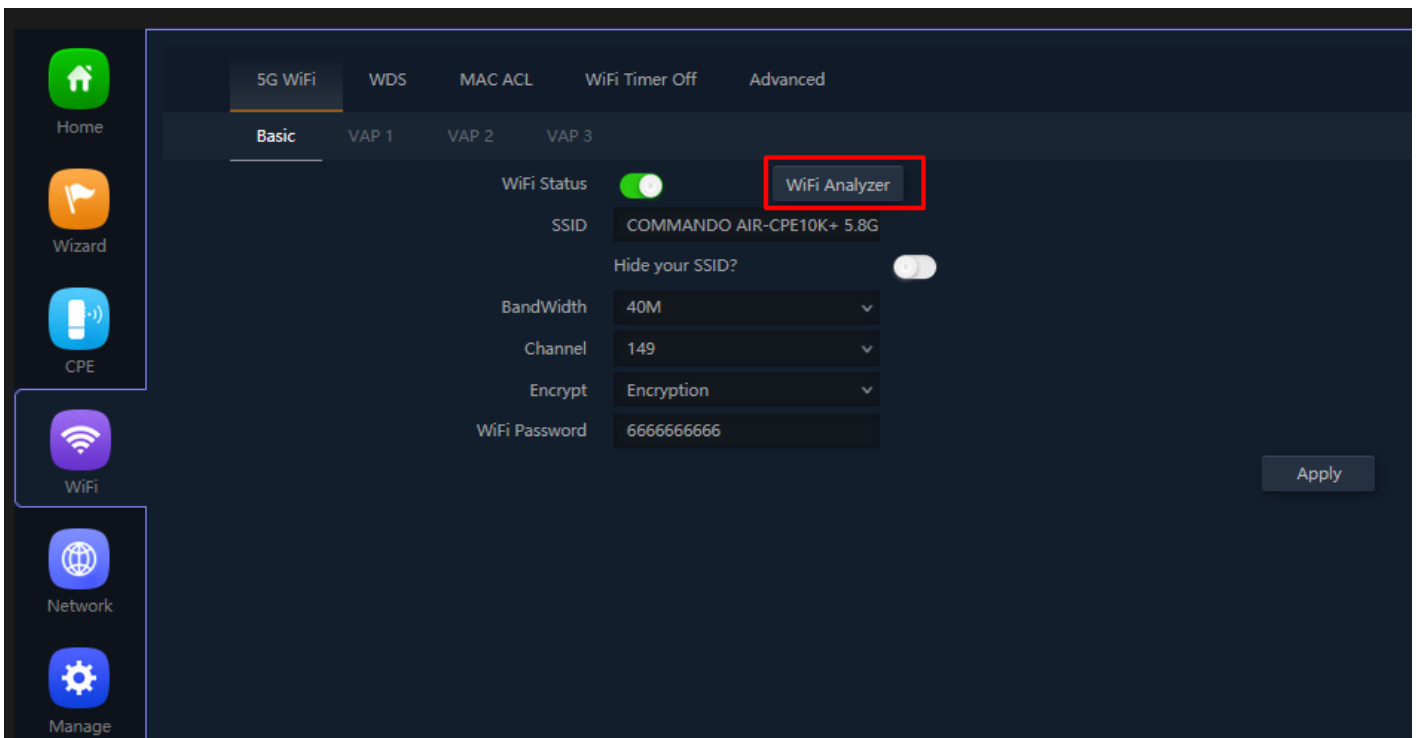 Home
Wizard
CPE
WiFi
Network
Manage
5G WiFi WDS MAC ACL WiFi Timer Off Advanced
Basic VAP 1 VAP 2 VAP 3
WiFi Status WiFi Analyzer
SSID COMMANDO AIR-CPE10K+ 5.8G
Hide your SSID?
BandWidth 40M
Channel 149
Encrypt Encryption
WiFi Password 6666666666
Apply